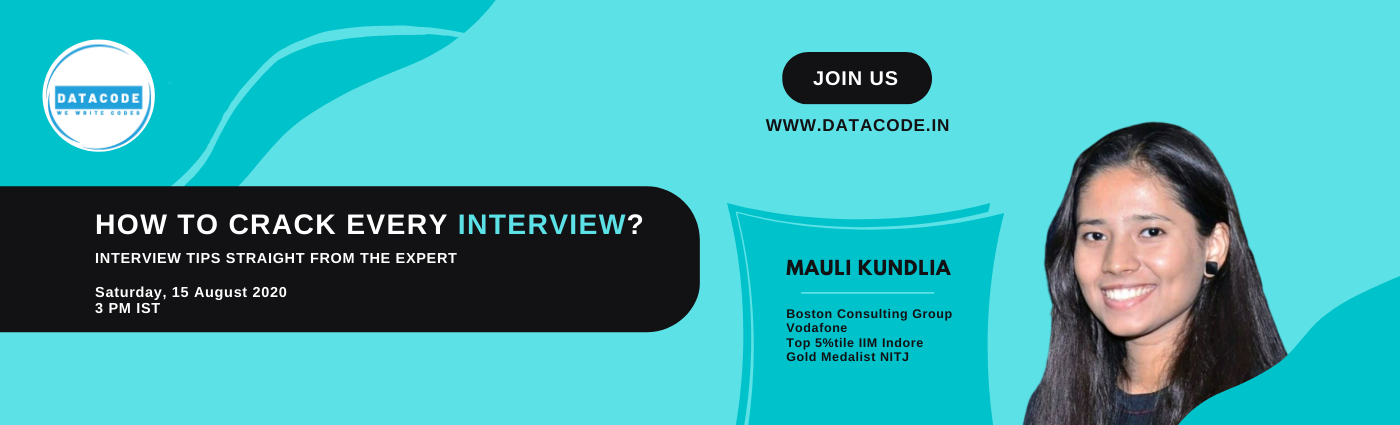 DATACODE
WE WRITE CODES
JOIN US
WWW.DATACODE.IN
HOW TO CRACK EVERY INTERVIEW?
INTERVIEW TIPS STRAIGHT FROM THE EXPERT
Saturday, 15 August 2020
3 PM IST
MAULI KUNDLIA
Boston Consulting Group
Vodafone
Top 5%tile IIM Indore
Gold Medalist NITJ